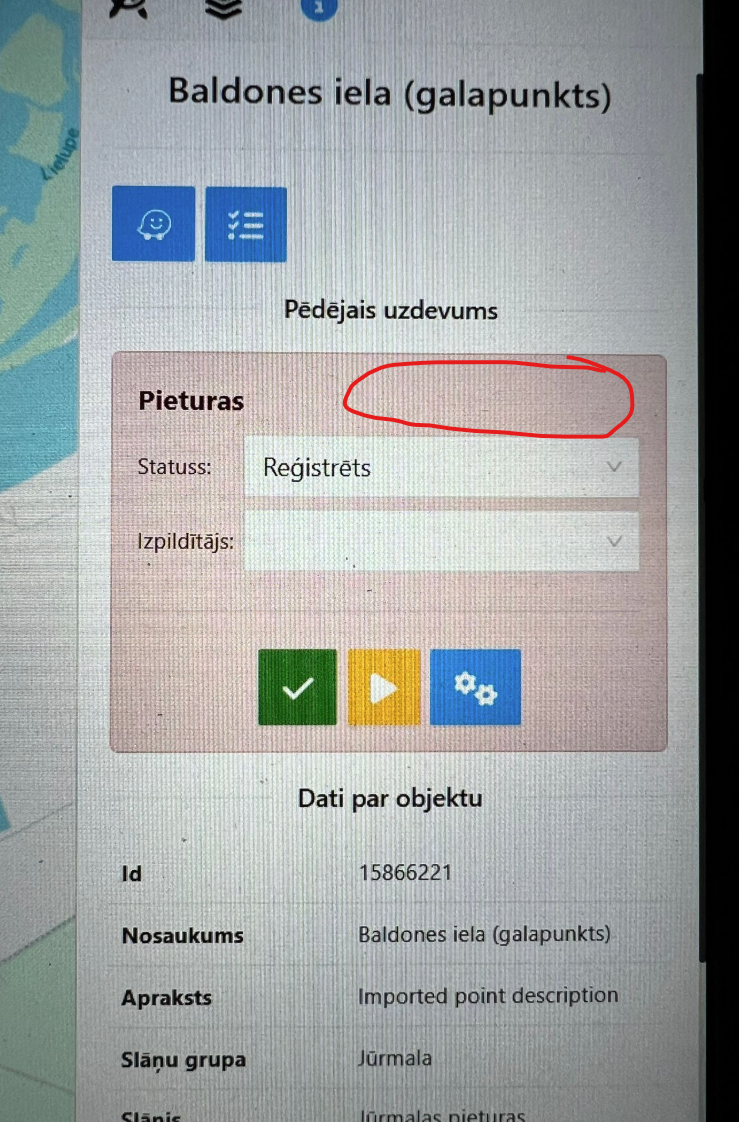 Lielupe
Baldones iela (galapunkts)
Pēdējais uzdevums
Pieturas
Statuss: Reģistrēts
Izpildītājs:
Dati par objektu
Id 15866221
Nosaukums Baldones iela (galapunkts)
Apraksts Imported point description
Slāņu grupa Jūrmala
Slānis Jūrmalas pieturas